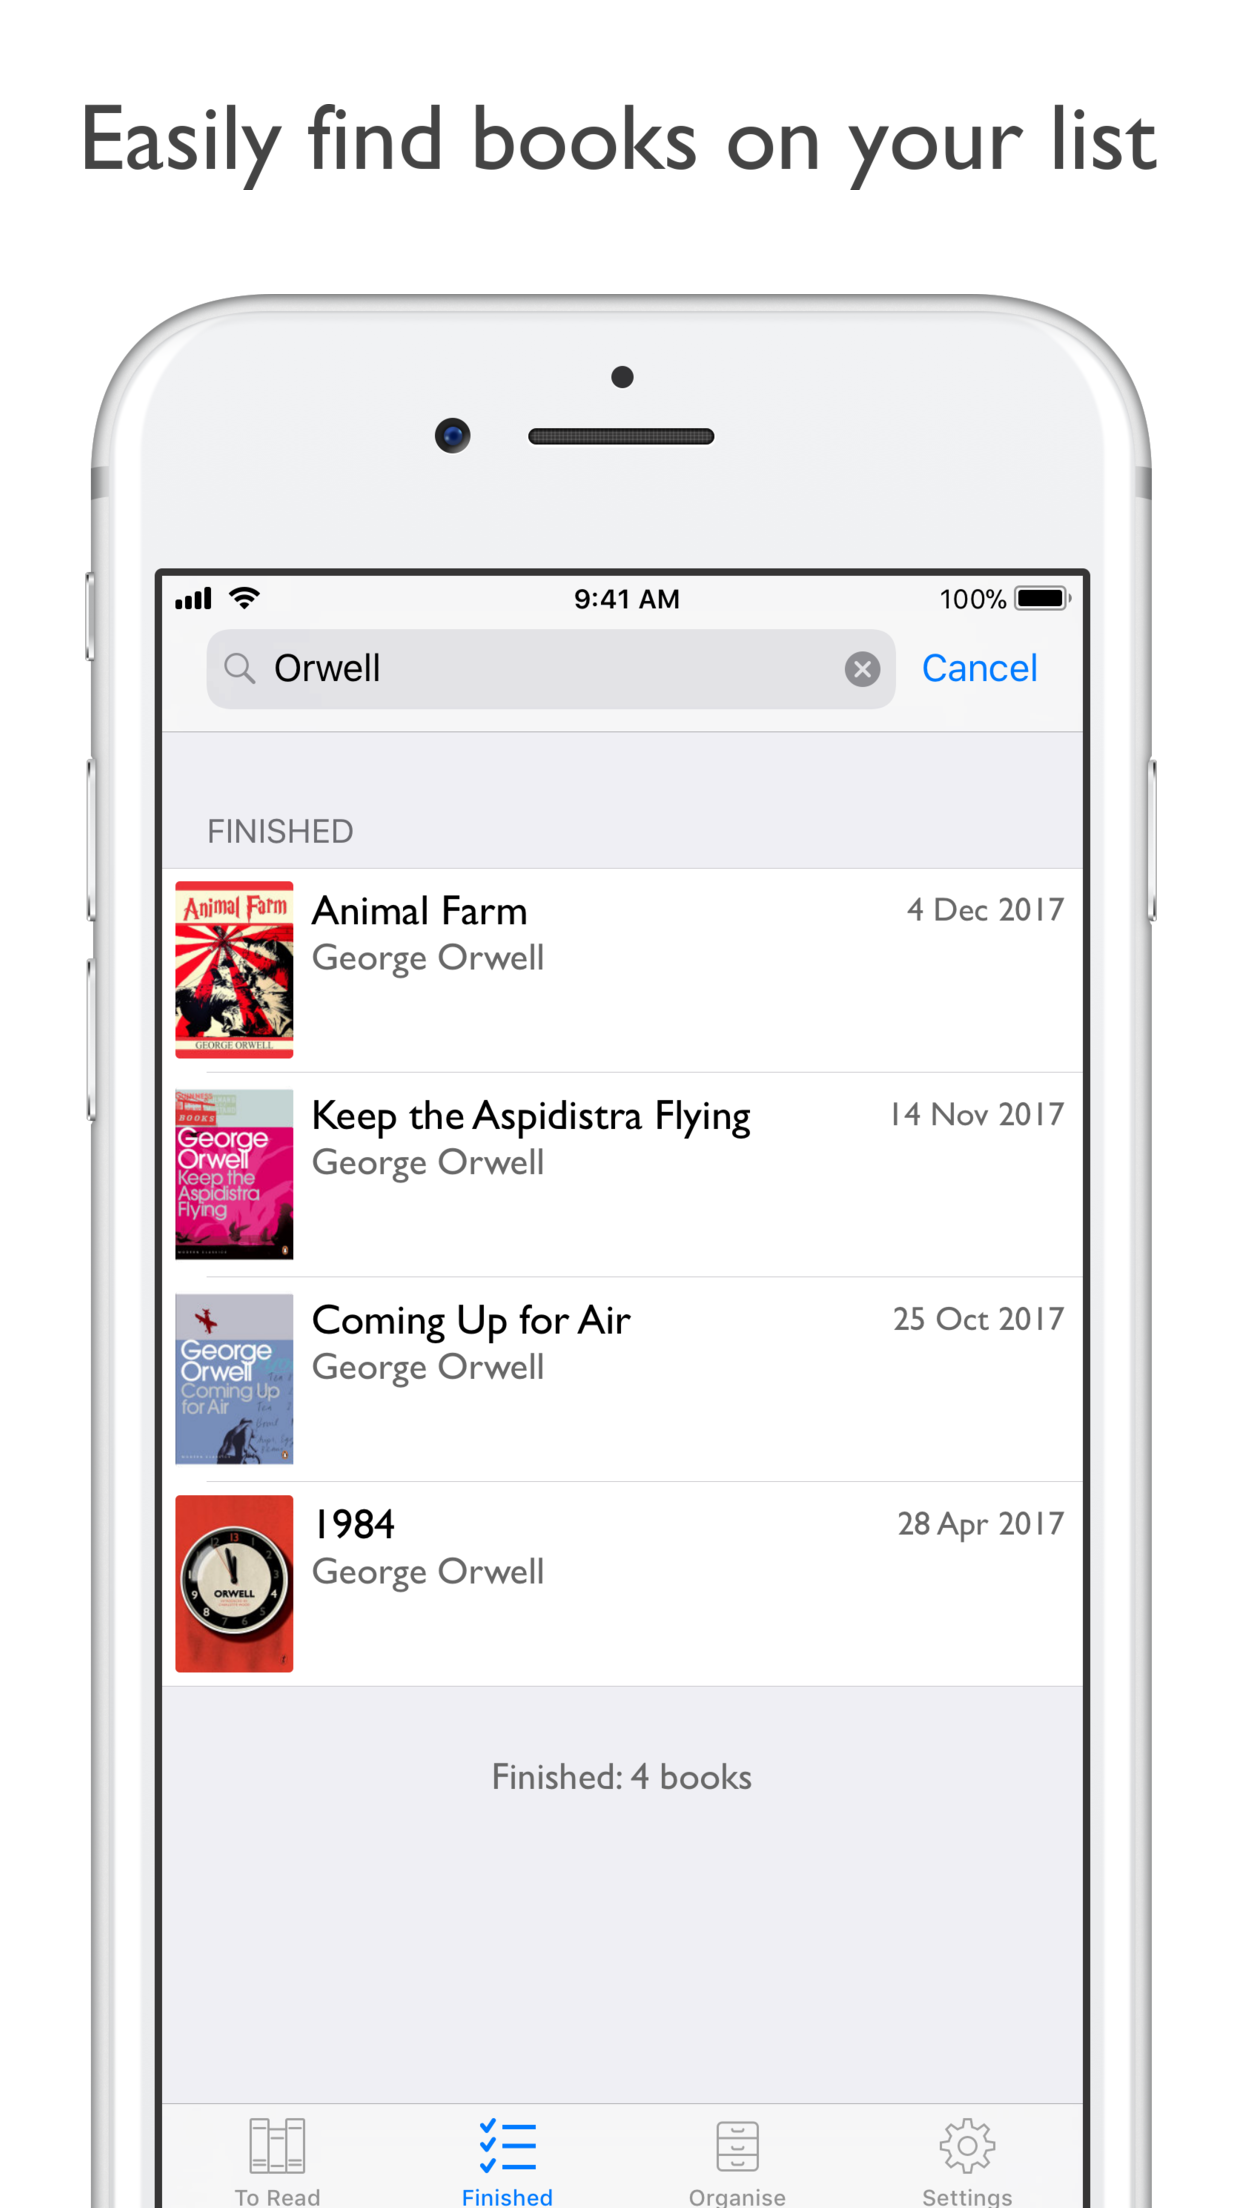 Easily find books on your list
9:41 AM
100%
Orwell
Cancel
FINISHED
Animal Farm
GEORGE ORWELL
Animal Farm
George Orwell
4 Dec 2017
BOOKS
George
Orwell
Keep the
Aspidistra
Flying
Keep the Aspidistra Flying
George Orwell
14 Nov 2017
George
Orwell
Coming Up
for Air
Coming Up for Air
George Orwell
25 Oct 2017
ORWELL
1984
George Orwell
28 Apr 2017
Finished: 4 books
To Read
Finished
Organise
Settings